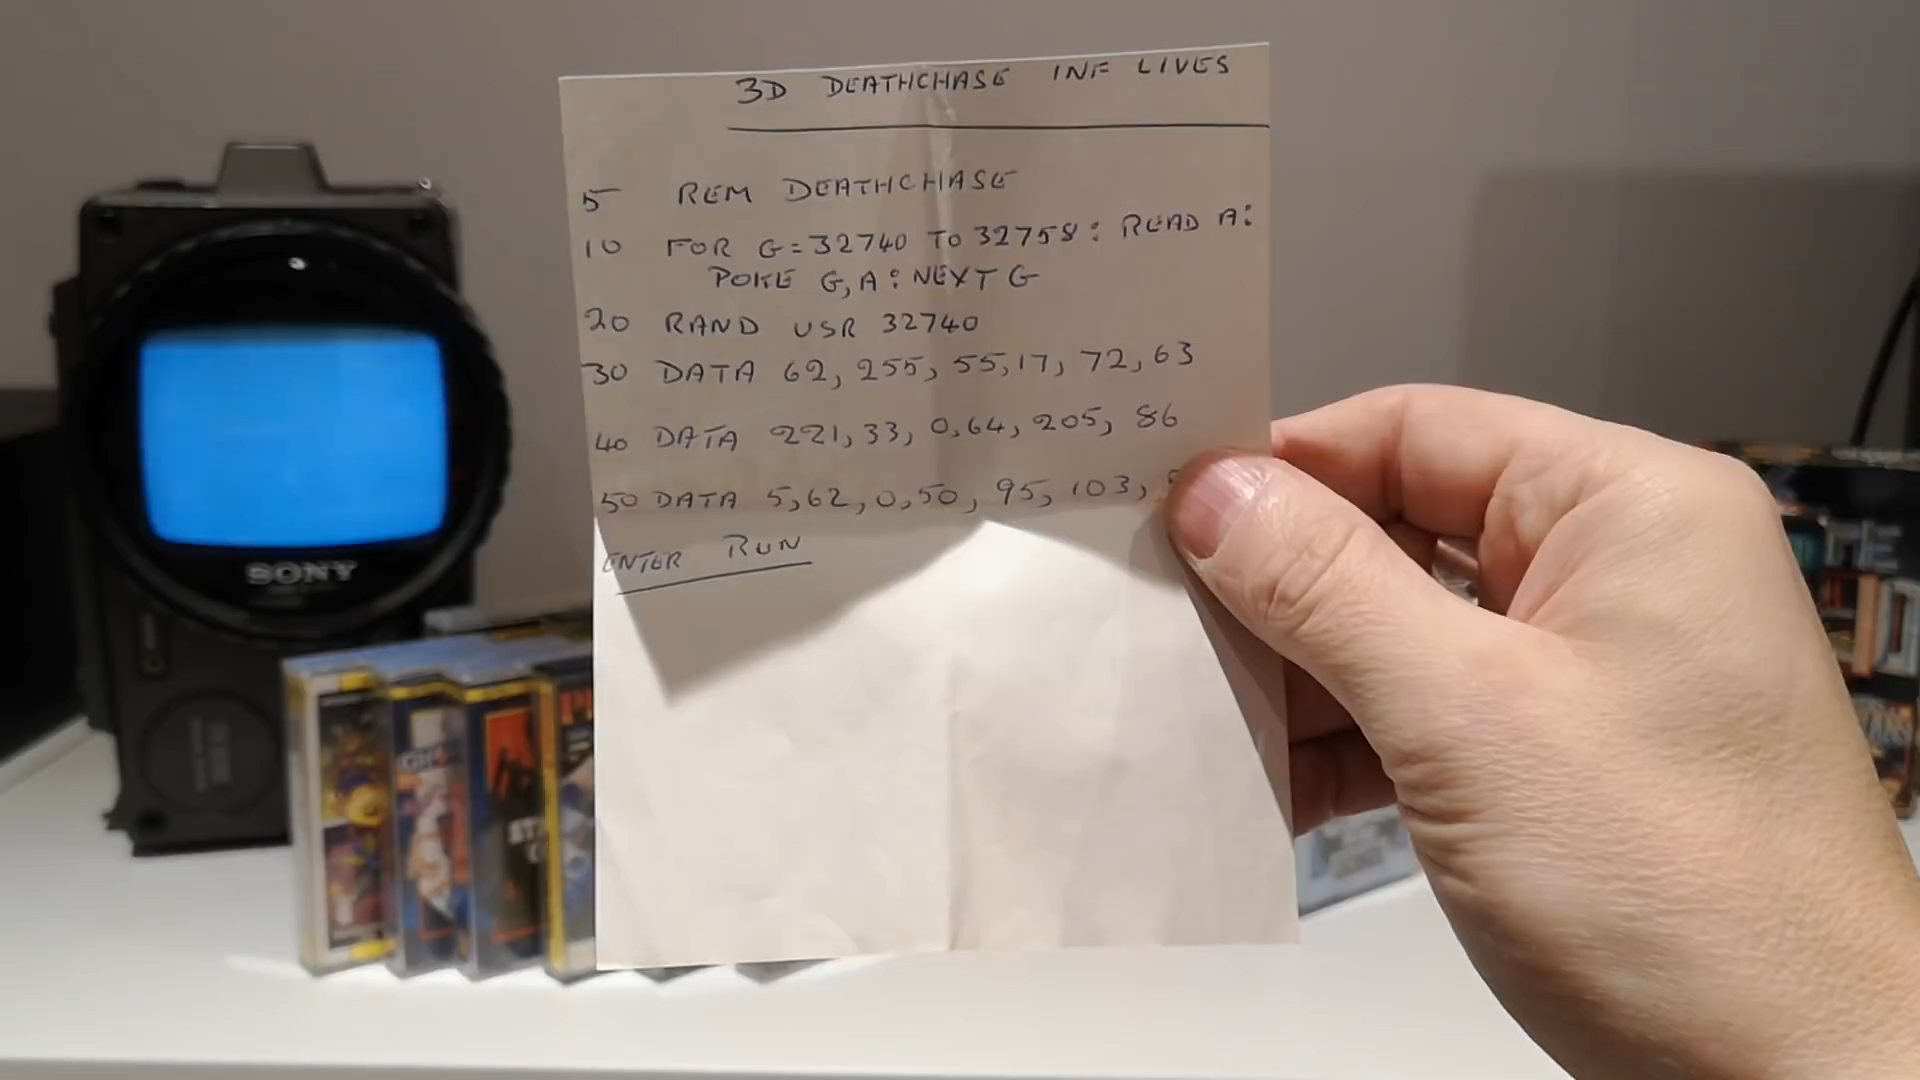 3D DEATHCHASE INF LIVES
5 REM DEATHCHASE
10 FOR G=32740 TO 32758: READ A:
POKE G,A: NEXT G
20 RAND USR 32740
30 DATA 62, 255, 55, 17, 72, 63
40 DATA 221, 33, 0, 64, 205, 86
50 DATA 5, 62, 0, 50, 95, 103,
ENTER RUN
SONY